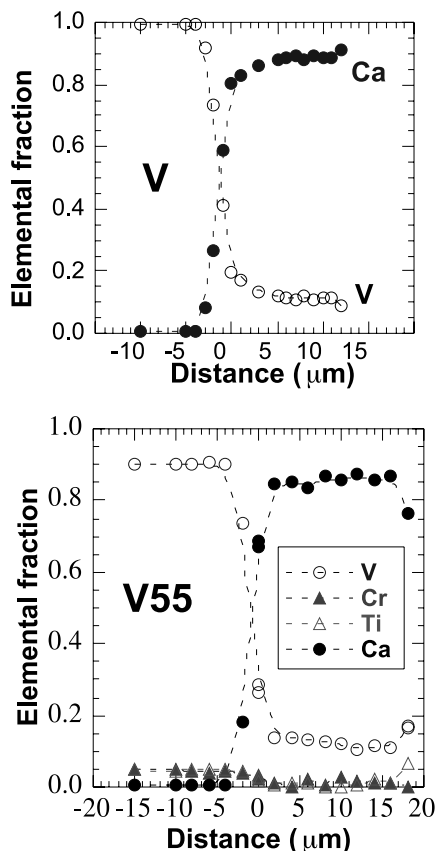 1.0
0.8
0.6
0.4
0.2
0.0
Elemental fraction
V
Ca
V
-10 -5 0 5 10 15
Distance ( μm)
1.0
0.8
0.6
0.4
0.2
0.0
Elemental fraction
V55
V
Cr
Ti
Ca
-20 -15 -10 -5 0 5 10 15 20
Distance ( μm)